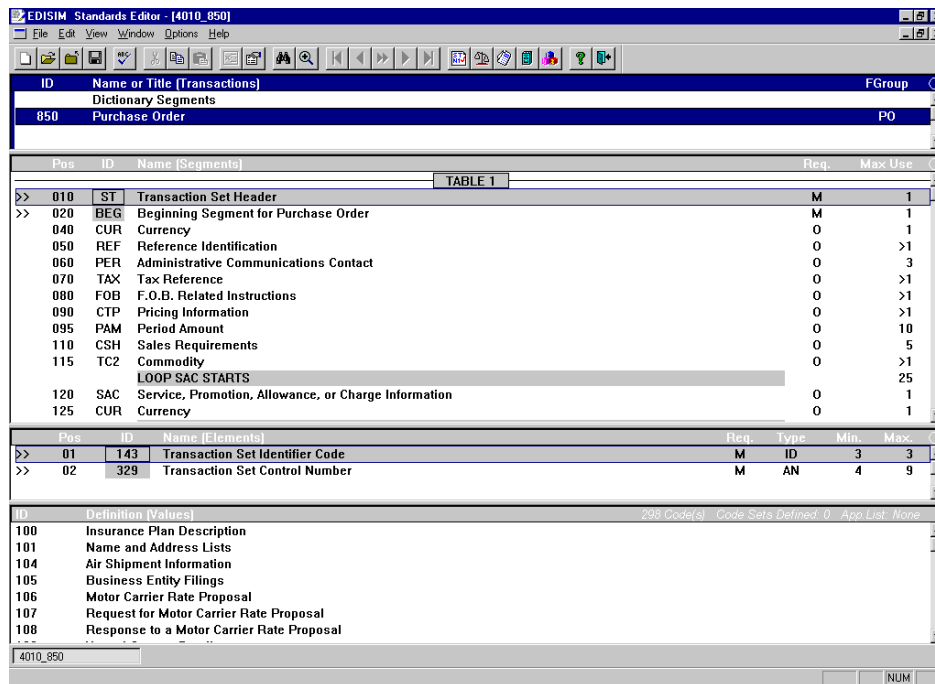 EDISIM Standards Editor - [4010_850]
File Edit View Window Options Help
ID Name or Title (Transactions) FGroup
Dictionary Segments
850 Purchase Order PO
Pos ID Name (Segments) Req. Max Use
TABLE 1
>> 010 ST Transaction Set Header M 1
>> 020 BEG Beginning Segment for Purchase Order M 1
040 CUR Currency O 1
050 REF Reference Identification O >1
060 PER Administrative Communications Contact O 3
070 TAX Tax Reference O >1
080 FOB F.O.B. Related Instructions O >1
090 CTP Pricing Information O >1
095 PAM Period Amount O 10
110 CSH Sales Requirements O 5
115 TC2 Commodity O >1
LOOP SAC STARTS 25
120 SAC Service, Promotion, Allowance, or Charge Information O 1
125 CUR Currency O 1
Pos ID Name (Elements) Req. Type Min. Max.
>> 01 143 Transaction Set Identifier Code M ID 3 3
>> 02 329 Transaction Set Control Number M AN 4 9
ID Definition (Values) 298 Code(s) Code Sets Defined: 0 App.List: None
100 Insurance Plan Description
101 Name and Address Lists
104 Air Shipment Information
105 Business Entity Filings
106 Motor Carrier Rate Proposal
107 Request for Motor Carrier Rate Proposal
108 Response to a Motor Carrier Rate Proposal
4010_850
NUM